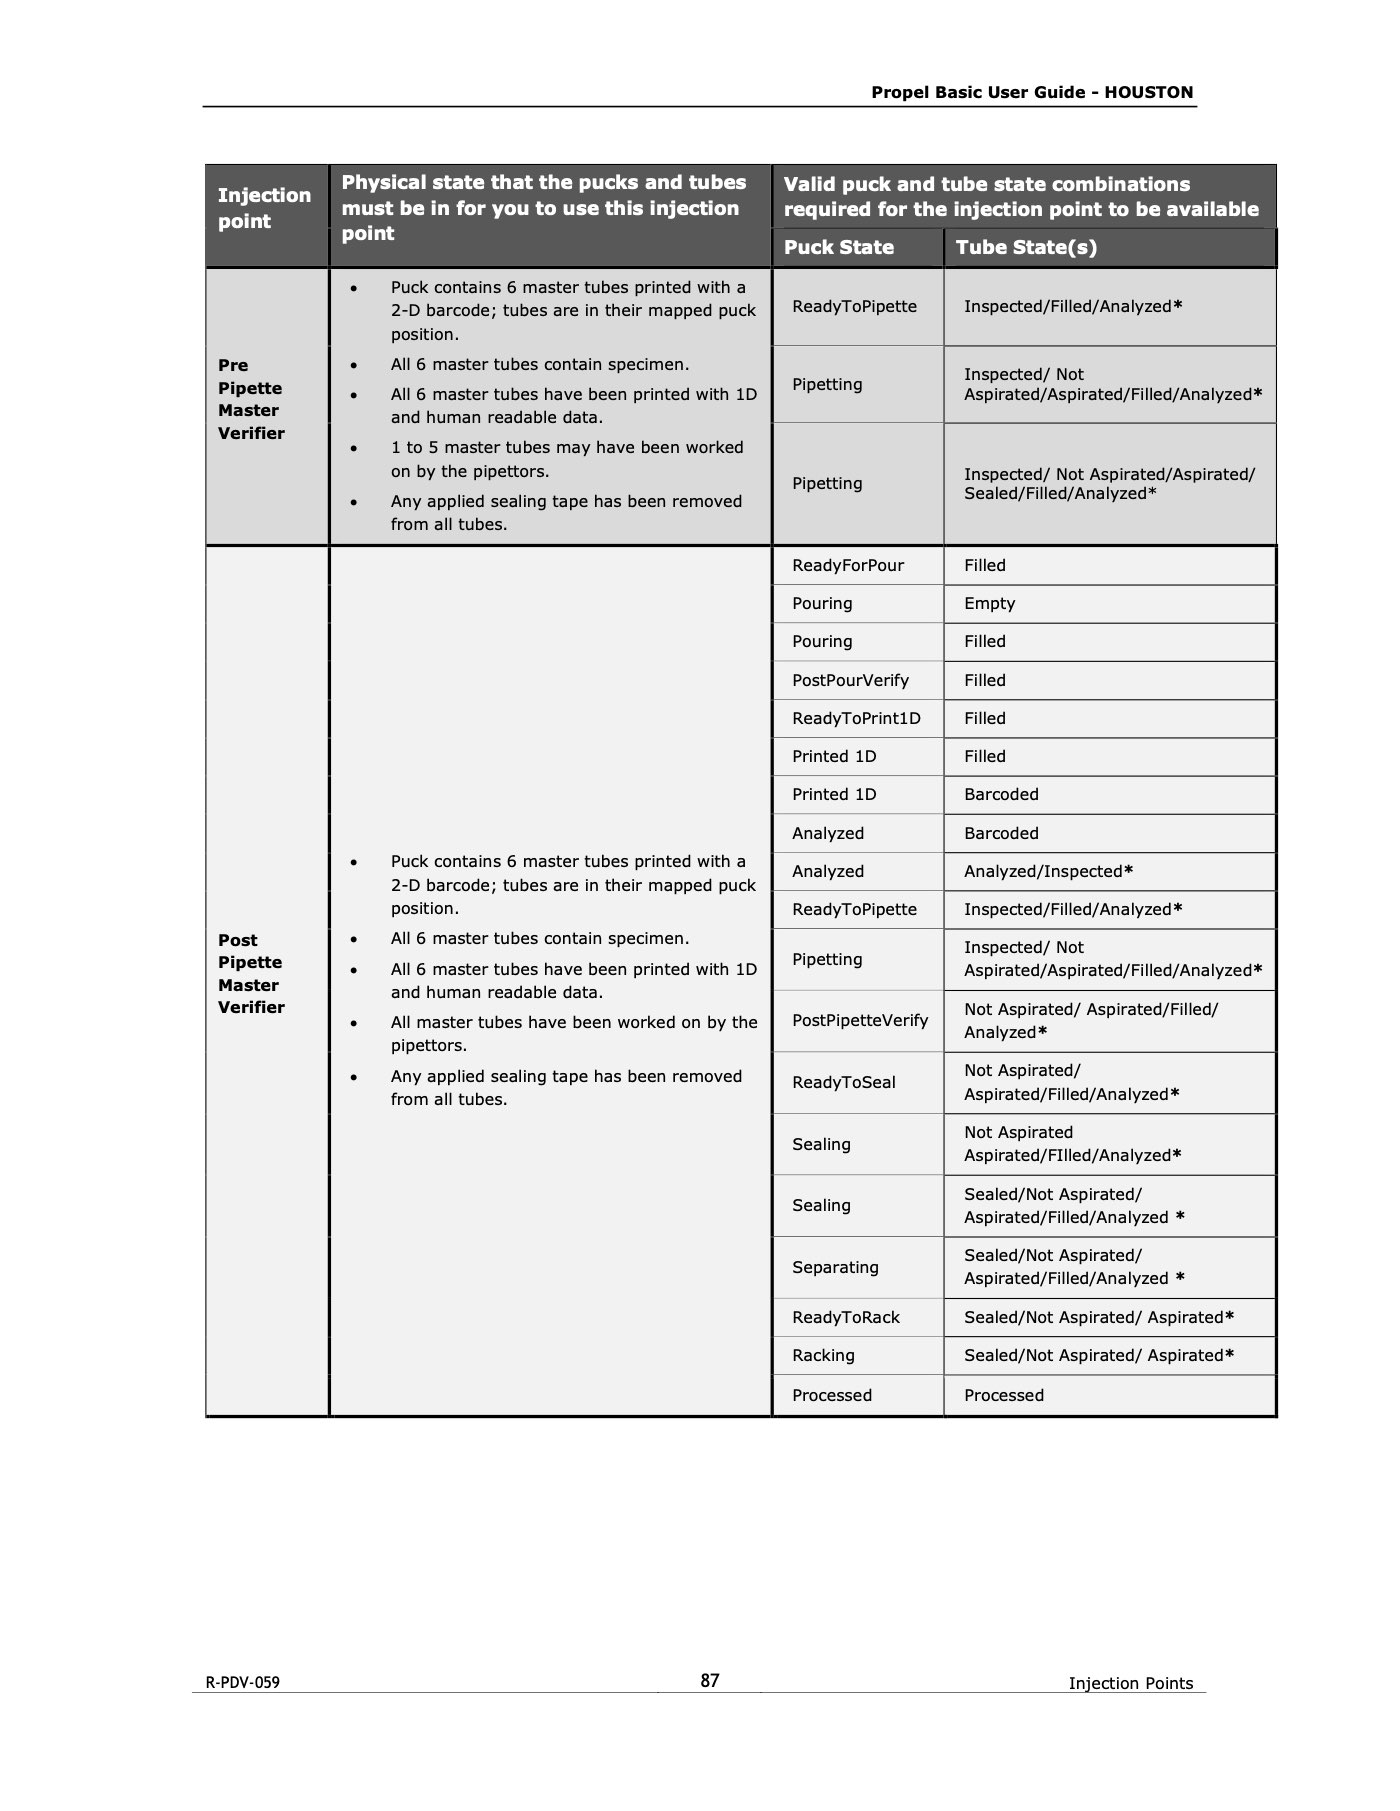 Propel Basic User Guide - HOUSTON
Injection
point
Physical state that the pucks and tubes
must be in for you to use this injection
point
Valid puck and tube state combinations
required for the injection point to be available
Puck State
Tube State(s)
Pre
Pipette
Master
Verifier
• Puck contains 6 master tubes printed with a
2-D barcode; tubes are in their mapped puck
position.
• All 6 master tubes contain specimen.
• All 6 master tubes have been printed with 1D
and human readable data.
• 1 to 5 master tubes may have been worked
on by the pipettors.
• Any applied sealing tape has been removed
from all tubes.
ReadyToPipette
Inspected/Filled/Analyzed*
Pipetting
Inspected/ Not
Aspirated/Aspirated/Filled/Analyzed*
Pipetting
Inspected/ Not Aspirated/Aspirated/
Sealed/Filled/Analyzed*
Post
Pipette
Master
Verifier
• Puck contains 6 master tubes printed with a
2-D barcode; tubes are in their mapped puck
position.
• All 6 master tubes contain specimen.
• All 6 master tubes have been printed with 1D
and human readable data.
• All master tubes have been worked on by the
pipettors.
• Any applied sealing tape has been removed
from all tubes.
ReadyForPour
Filled
Pouring
Empty
Pouring
Filled
PostPourVerify
Filled
ReadyToPrint1D
Filled
Printed 1D
Filled
Printed 1D
Barcoded
Analyzed
Barcoded
Analyzed
Analyzed/Inspected*
ReadyToPipette
Inspected/Filled/Analyzed*
Pipetting
Inspected/ Not
Aspirated/Aspirated/Filled/Analyzed*
PostPipetteVerify
Not Aspirated/ Aspirated/Filled/
Analyzed*
ReadyToSeal
Not Aspirated/
Aspirated/Filled/Analyzed*
Sealing
Not Aspirated
Aspirated/FIlled/Analyzed*
Sealing
Sealed/Not Aspirated/
Aspirated/Filled/Analyzed *
Separating
Sealed/Not Aspirated/
Aspirated/Filled/Analyzed *
ReadyToRack
Sealed/Not Aspirated/ Aspirated*
Racking
Sealed/Not Aspirated/ Aspirated*
Processed
Processed
R-PDV-059
87
Injection Points